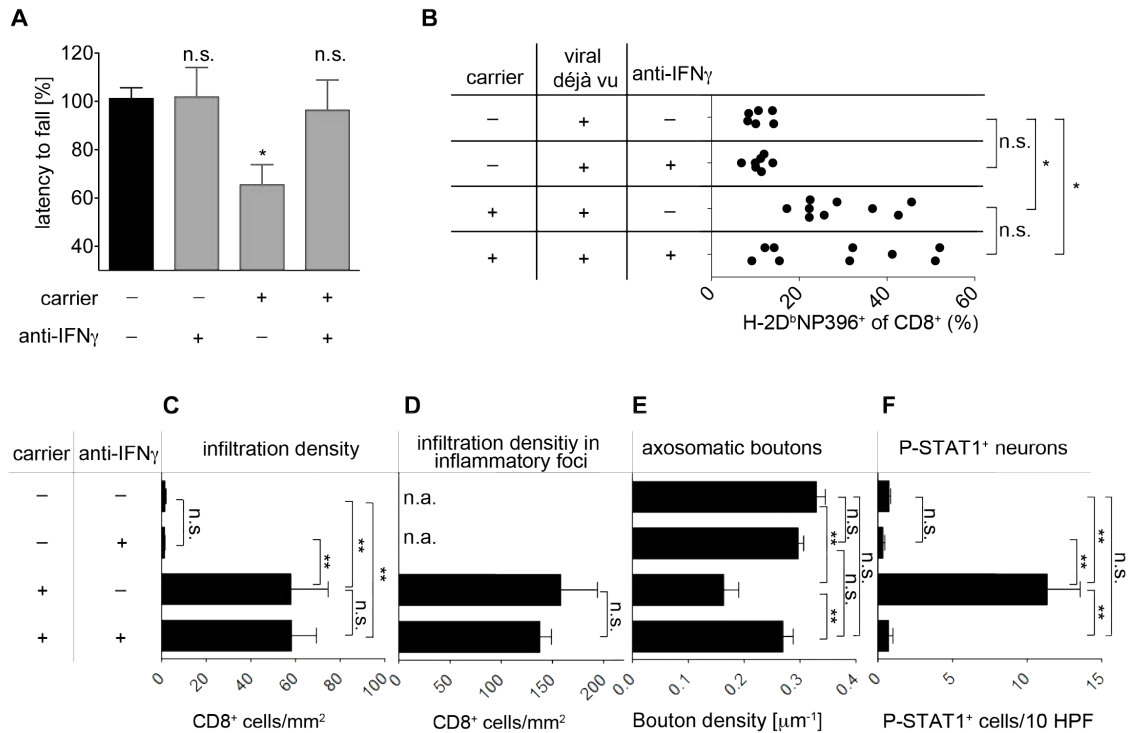 A
latency to fall [%]
120
100
80
60
40
n.s.
*
n.s.
carrier − − + +
anti-IFNγ − + − +
B
carrier
viral
déjà vu
anti-IFNγ
− + −
− + +
+ + −
+ + +
n.s.
*
*
n.s.
0 20 40 60
H-2DᵇNP396⁺ of CD8⁺ (%)
carrier anti-IFNγ
− −
− +
+ −
+ +
C
infiltration density
n.s.
**
**
**
n.s.
0 20 40 60 80 100
CD8⁺ cells/mm²
D
infiltration densitiy in
inflammatory foci
n.a.
n.a.
n.s.
0 50 100 150 200
CD8⁺ cells/mm²
E
axosomatic boutons
n.s.
**
n.s.
n.s.
**
0.0 0.1 0.2 0.3 0.4
Bouton density [μm⁻¹]
F
P-STAT1⁺ neurons
n.s.
**
**
n.s.
**
0 5 10 15
P-STAT1⁺ cells/10 HPF